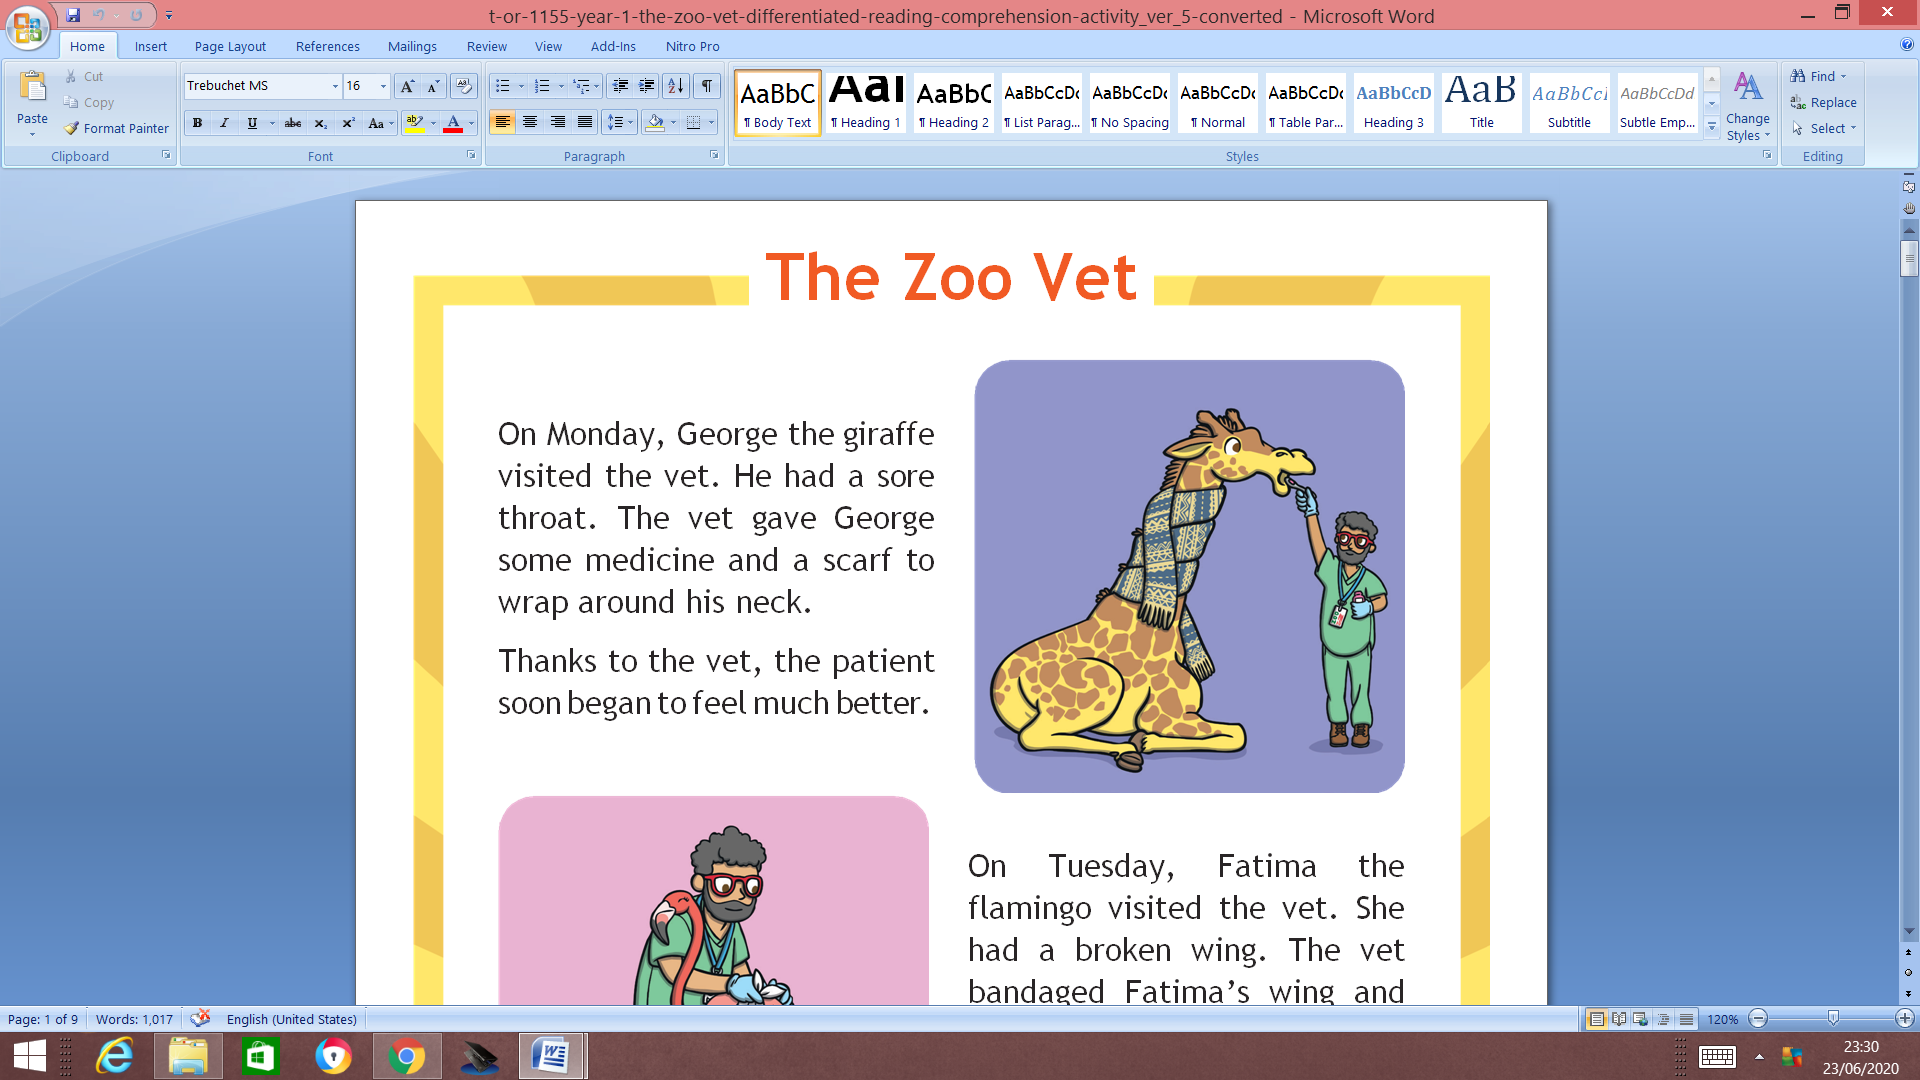 t-or-1155-year-1-the-zoo-vet-differentiated-reading-comprehension-activity_ver_5-converted - Microsoft Word
Home Insert Page Layout References Mailings Review View Add-Ins Nitro Pro
Paste
Cut
Copy
Format Painter
Clipboard
Trebuchet MS 16
Font
Paragraph
AaBbC AaI AaBbC AaBbCcDc AaBbCcDc AaBbCcDc AaBbCcDc AaBbCcD AaB AaBbCcI AaBbCcDd
¶ Body Text ¶ Heading 1 ¶ Heading 2 ¶ List Parag... ¶ No Spacing ¶ Normal ¶ Table Par... Heading 3 Title Subtitle Subtle Emp...
Change Styles
Styles
Find
Replace
Select
Editing
The Zoo Vet
On Monday, George the giraffe
visited the vet. He had a sore
throat. The vet gave George
some medicine and a scarf to
wrap around his neck.
Thanks to the vet, the patient
soon began to feel much better.
On Tuesday, Fatima the
flamingo visited the vet. She
had a broken wing. The vet
bandaged Fatima’s wing and
Page: 1 of 9 Words: 1,017 English (United States) 120%
23:30
23/06/2020